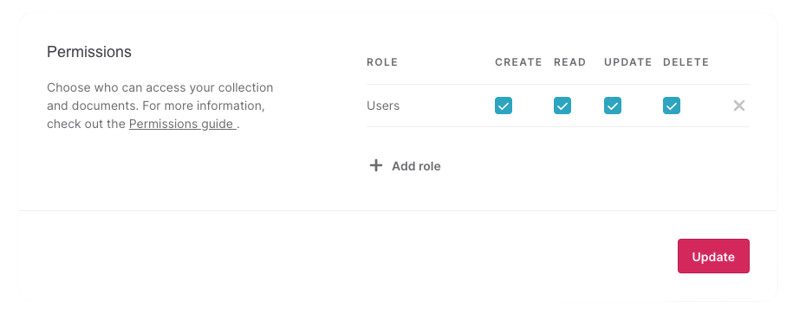 Permissions
Choose who can access your collection
and documents. For more information,
check out the Permissions guide .
ROLE CREATE READ UPDATE DELETE
Users
Add role
Update